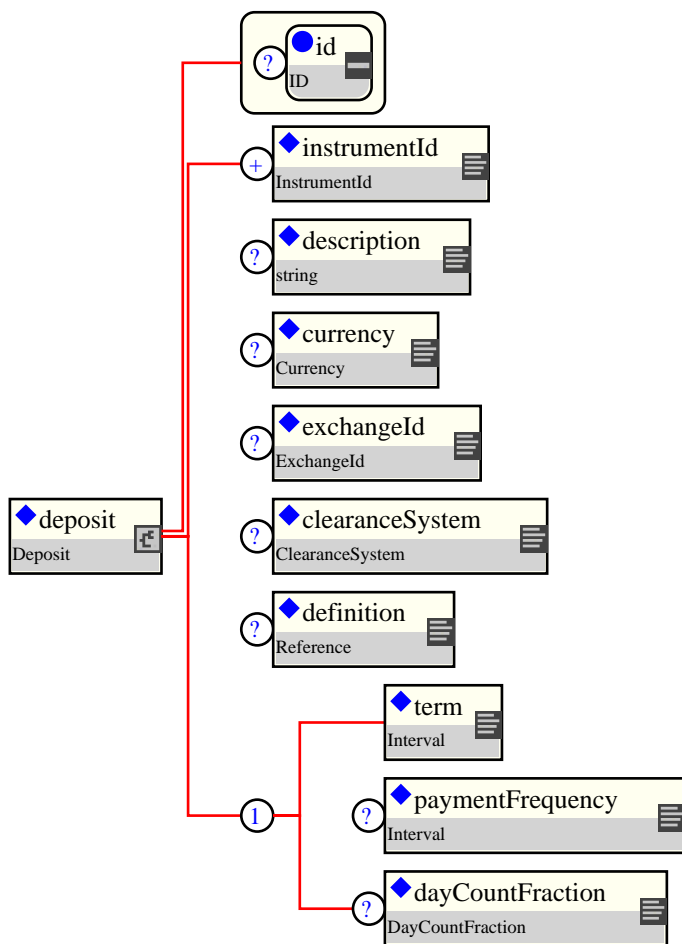 ?
id
ID
+
instrumentId
InstrumentId
?
description
string
?
currency
Currency
?
exchangeId
ExchangeId
deposit
Deposit
?
clearanceSystem
ClearanceSystem
?
definition
Reference
1
term
Interval
?
paymentFrequency
Interval
?
dayCountFraction
DayCountFraction